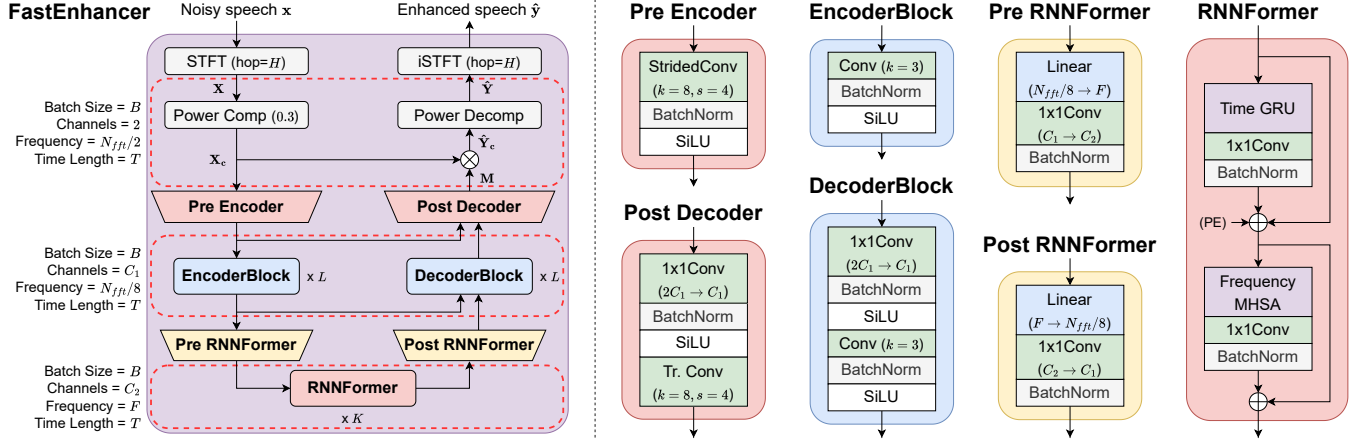 FastEnhancer
Noisy speech x
Enhanced speech ŷ
STFT (hop=H)
iSTFT (hop=H)
X
Ŷ
Batch Size = B
Channels = 2
Frequency = N_fft/2
Time Length = T
Power Comp (0.3)
Power Decomp
Ŷ_c
X_c
M
Pre Encoder
Post Decoder
Batch Size = B
Channels = C_1
Frequency = N_fft/8
Time Length = T
EncoderBlock
x L
DecoderBlock
x L
Pre RNNFormer
Post RNNFormer
Batch Size = B
Channels = C_2
Frequency = F
Time Length = T
RNNFormer
x K
Pre Encoder
StridedConv
(k = 8, s = 4)
BatchNorm
SiLU
EncoderBlock
Conv (k = 3)
BatchNorm
SiLU
Pre RNNFormer
Linear
(N_fft/8 → F)
1x1Conv
(C_1 → C_2)
BatchNorm
RNNFormer
Time GRU
1x1Conv
BatchNorm
(PE)
Frequency
MHSA
1x1Conv
BatchNorm
Post Decoder
1x1Conv
(2C_1 → C_1)
BatchNorm
SiLU
Tr. Conv
(k = 8, s = 4)
DecoderBlock
1x1Conv
(2C_1 → C_1)
BatchNorm
SiLU
Conv (k = 3)
BatchNorm
SiLU
Post RNNFormer
Linear
(F → N_fft/8)
1x1Conv
(C_2 → C_1)
BatchNorm